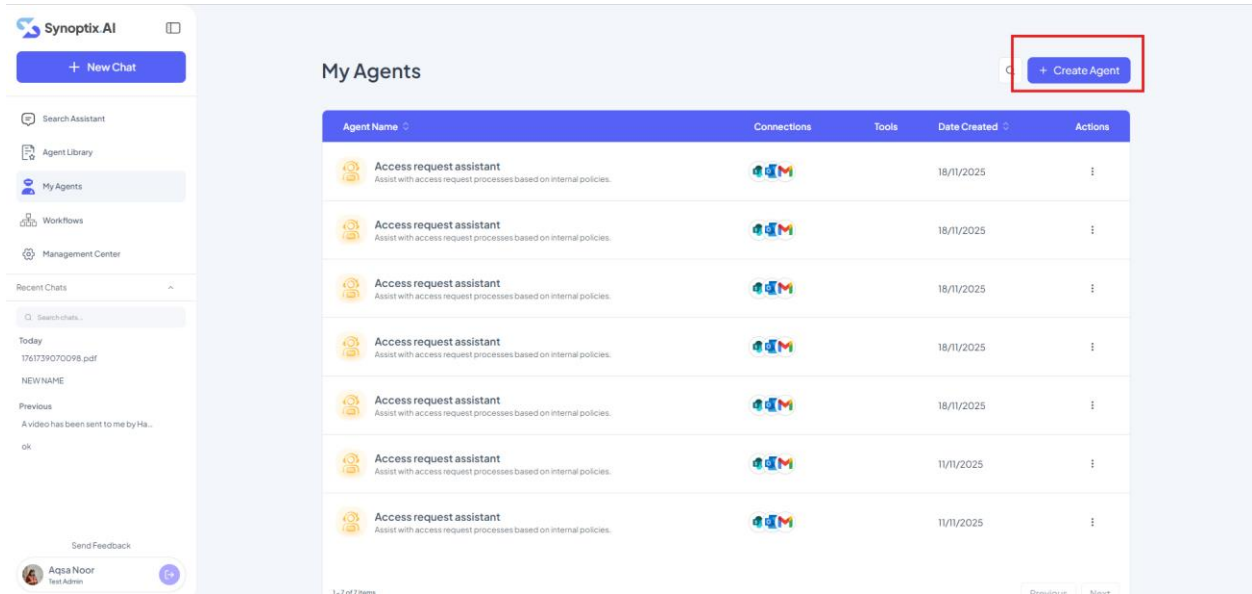 Synoptix.AI
+ New Chat
Search Assistant
Agent Library
My Agents
Workflows
Management Center
Recent Chats
Search chats...
Today
1761739070098.pdf
NEW NAME
Previous
A video has been sent to me by Ha...
ok
Send Feedback
Aqsa Noor
Test Admin
My Agents
+ Create Agent
Agent Name Connections Tools Date Created Actions
Access request assistant
Assist with access request processes based on internal policies.
18/11/2025
Access request assistant
Assist with access request processes based on internal policies.
18/11/2025
Access request assistant
Assist with access request processes based on internal policies.
18/11/2025
Access request assistant
Assist with access request processes based on internal policies.
18/11/2025
Access request assistant
Assist with access request processes based on internal policies.
18/11/2025
Access request assistant
Assist with access request processes based on internal policies.
11/11/2025
Access request assistant
Assist with access request processes based on internal policies.
11/11/2025
1-7 of 7 items
Previous Next